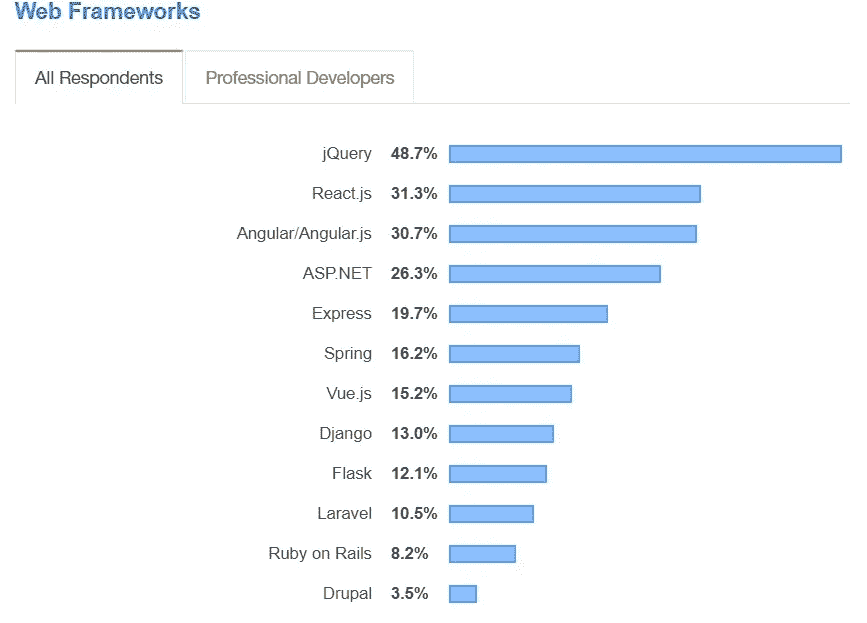 Web Frameworks
All Respondents Professional Developers
jQuery 48.7%
React.js 31.3%
Angular/Angular.js 30.7%
ASP.NET 26.3%
Express 19.7%
Spring 16.2%
Vue.js 15.2%
Django 13.0%
Flask 12.1%
Laravel 10.5%
Ruby on Rails 8.2%
Drupal 3.5%